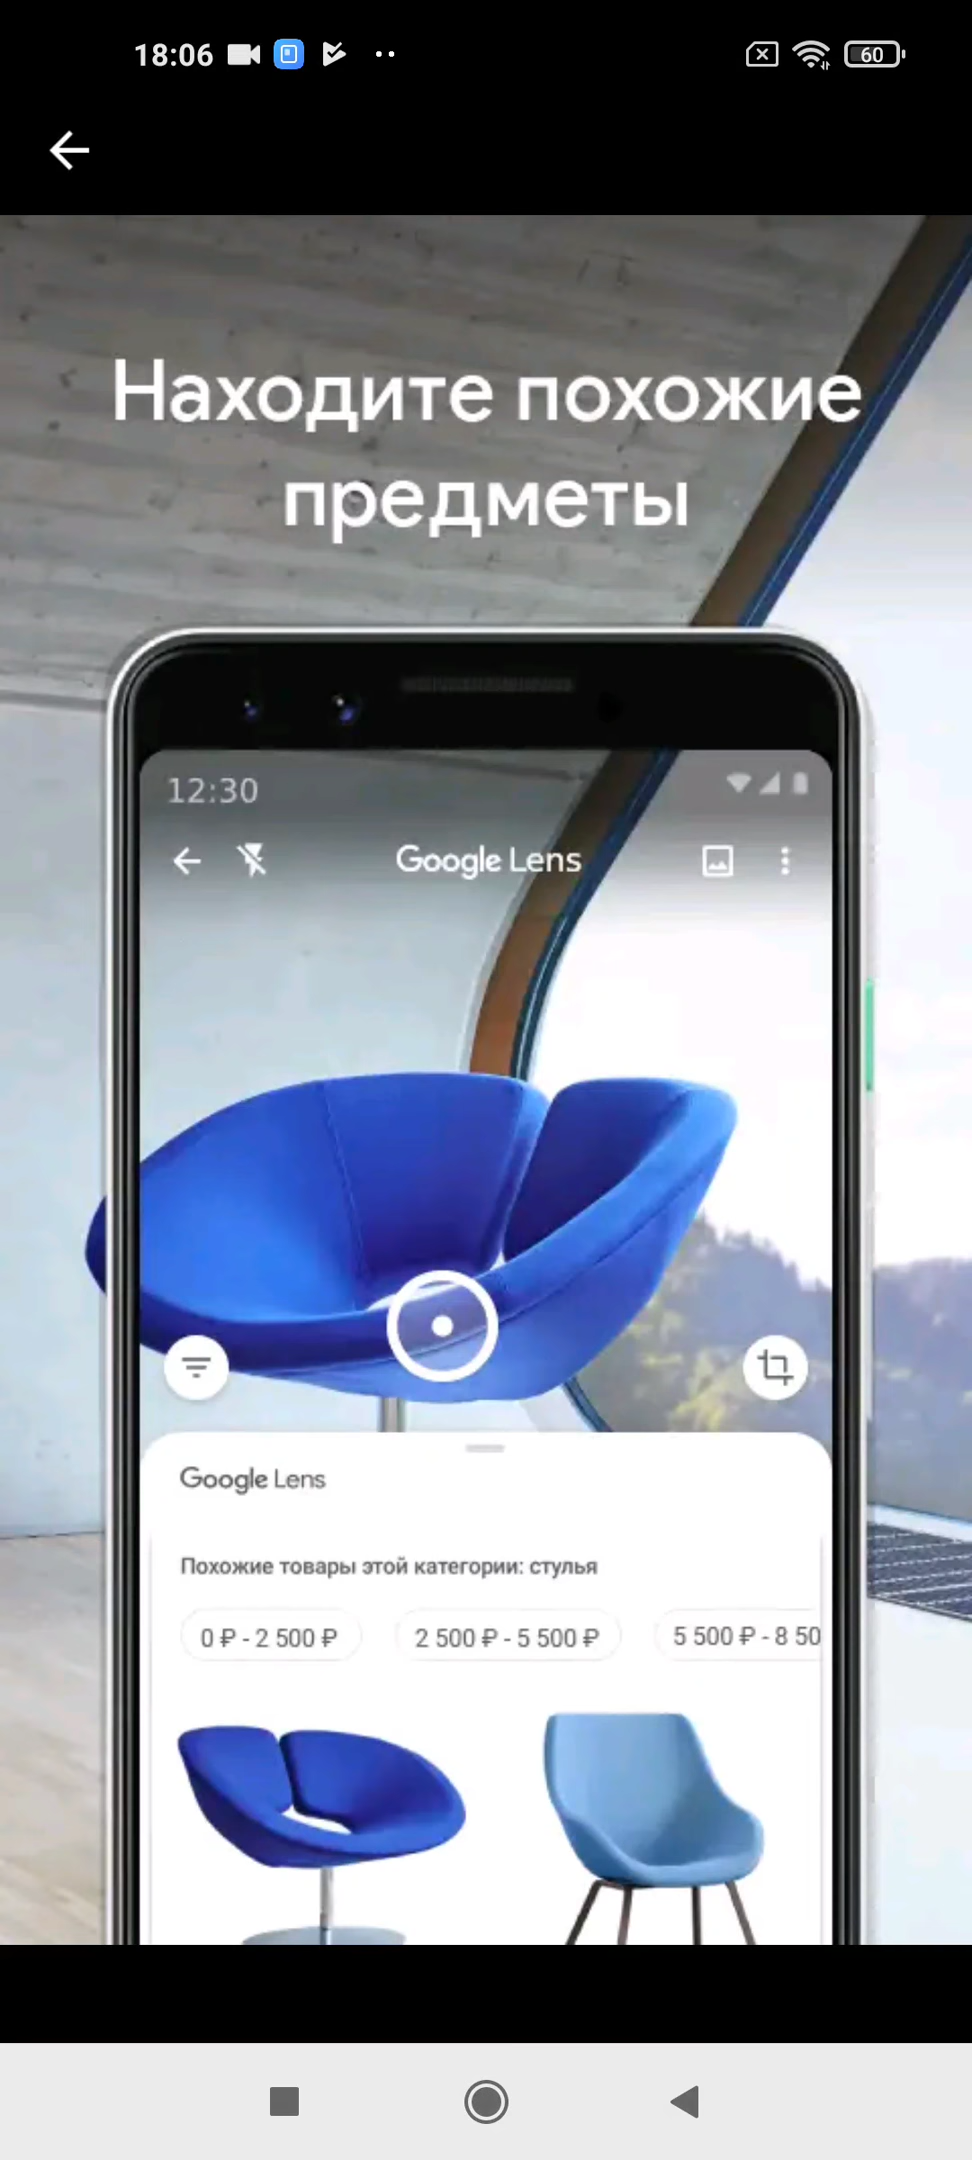 18:06
60
Находите похожие
предметы
12:30
Google Lens
Google Lens
Похожие товары этой категории: стулья
0 ₽ - 2 500 ₽
2 500 ₽ - 5 500 ₽
5 500 ₽ - 8 50